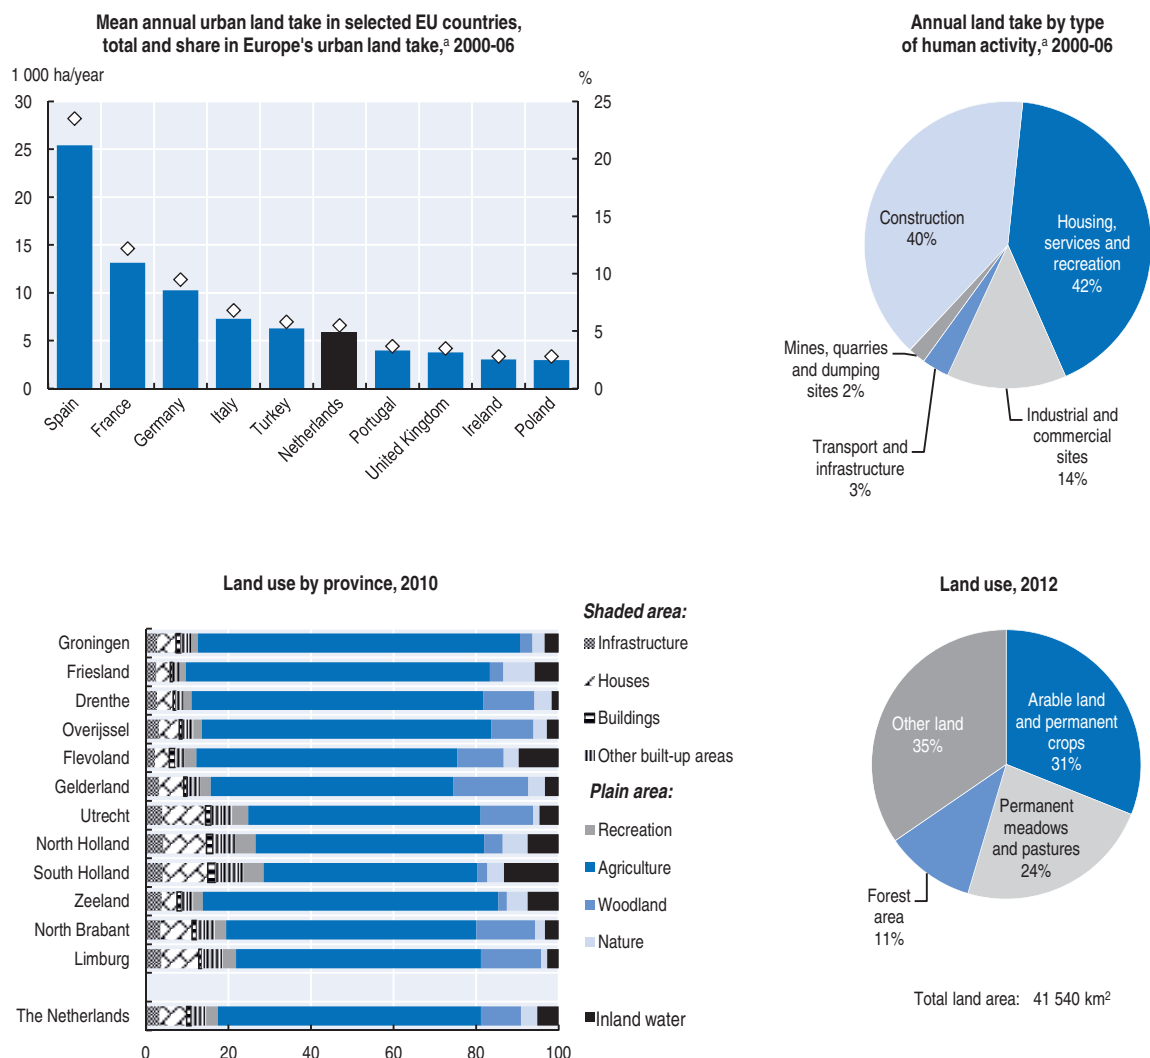 Mean annual urban land take in selected EU countries,
total and share in Europe's urban land take,ᵃ 2000-06
1 000 ha/year
%
30
25
20
15
10
5
0
25
20
15
10
5
0
Spain
France
Germany
Italy
Turkey
Netherlands
Portugal
United Kingdom
Ireland
Poland
Annual land take by type
of human activity,ᵃ 2000-06
Construction
40%
Housing,
services and
recreation
42%
Mines, quarries
and dumping
sites 2%
Transport and
infrastructure
3%
Industrial and
commercial
sites
14%
Land use by province, 2010
Groningen
Friesland
Drenthe
Overijssel
Flevoland
Gelderland
Utrecht
North Holland
South Holland
Zeeland
North Brabant
Limburg
The Netherlands
0
20
40
60
80
100
Shaded area:
Infrastructure
Houses
Buildings
Other built-up areas
Plain area:
Recreation
Agriculture
Woodland
Nature
Inland water
Land use, 2012
Other land
35%
Arable land
and permanent
crops
31%
Permanent
meadows
and pastures
24%
Forest
area
11%
Total land area: 41 540 km²